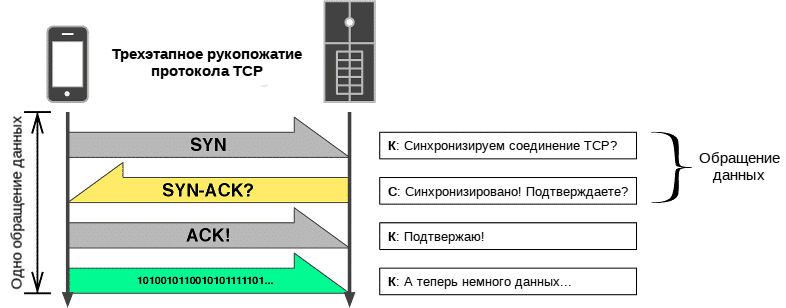 Трехэтапное рукопожатие
протокола TCP
Одно обращение данных
SYN
К: Синхронизируем соединение TCP?
SYN-ACK?
С: Синхронизировано! Подтверждаете?
Обращение
данных
ACK!
К: Подтвержаю!
1010010110010101111101...
К: А теперь немного данных...